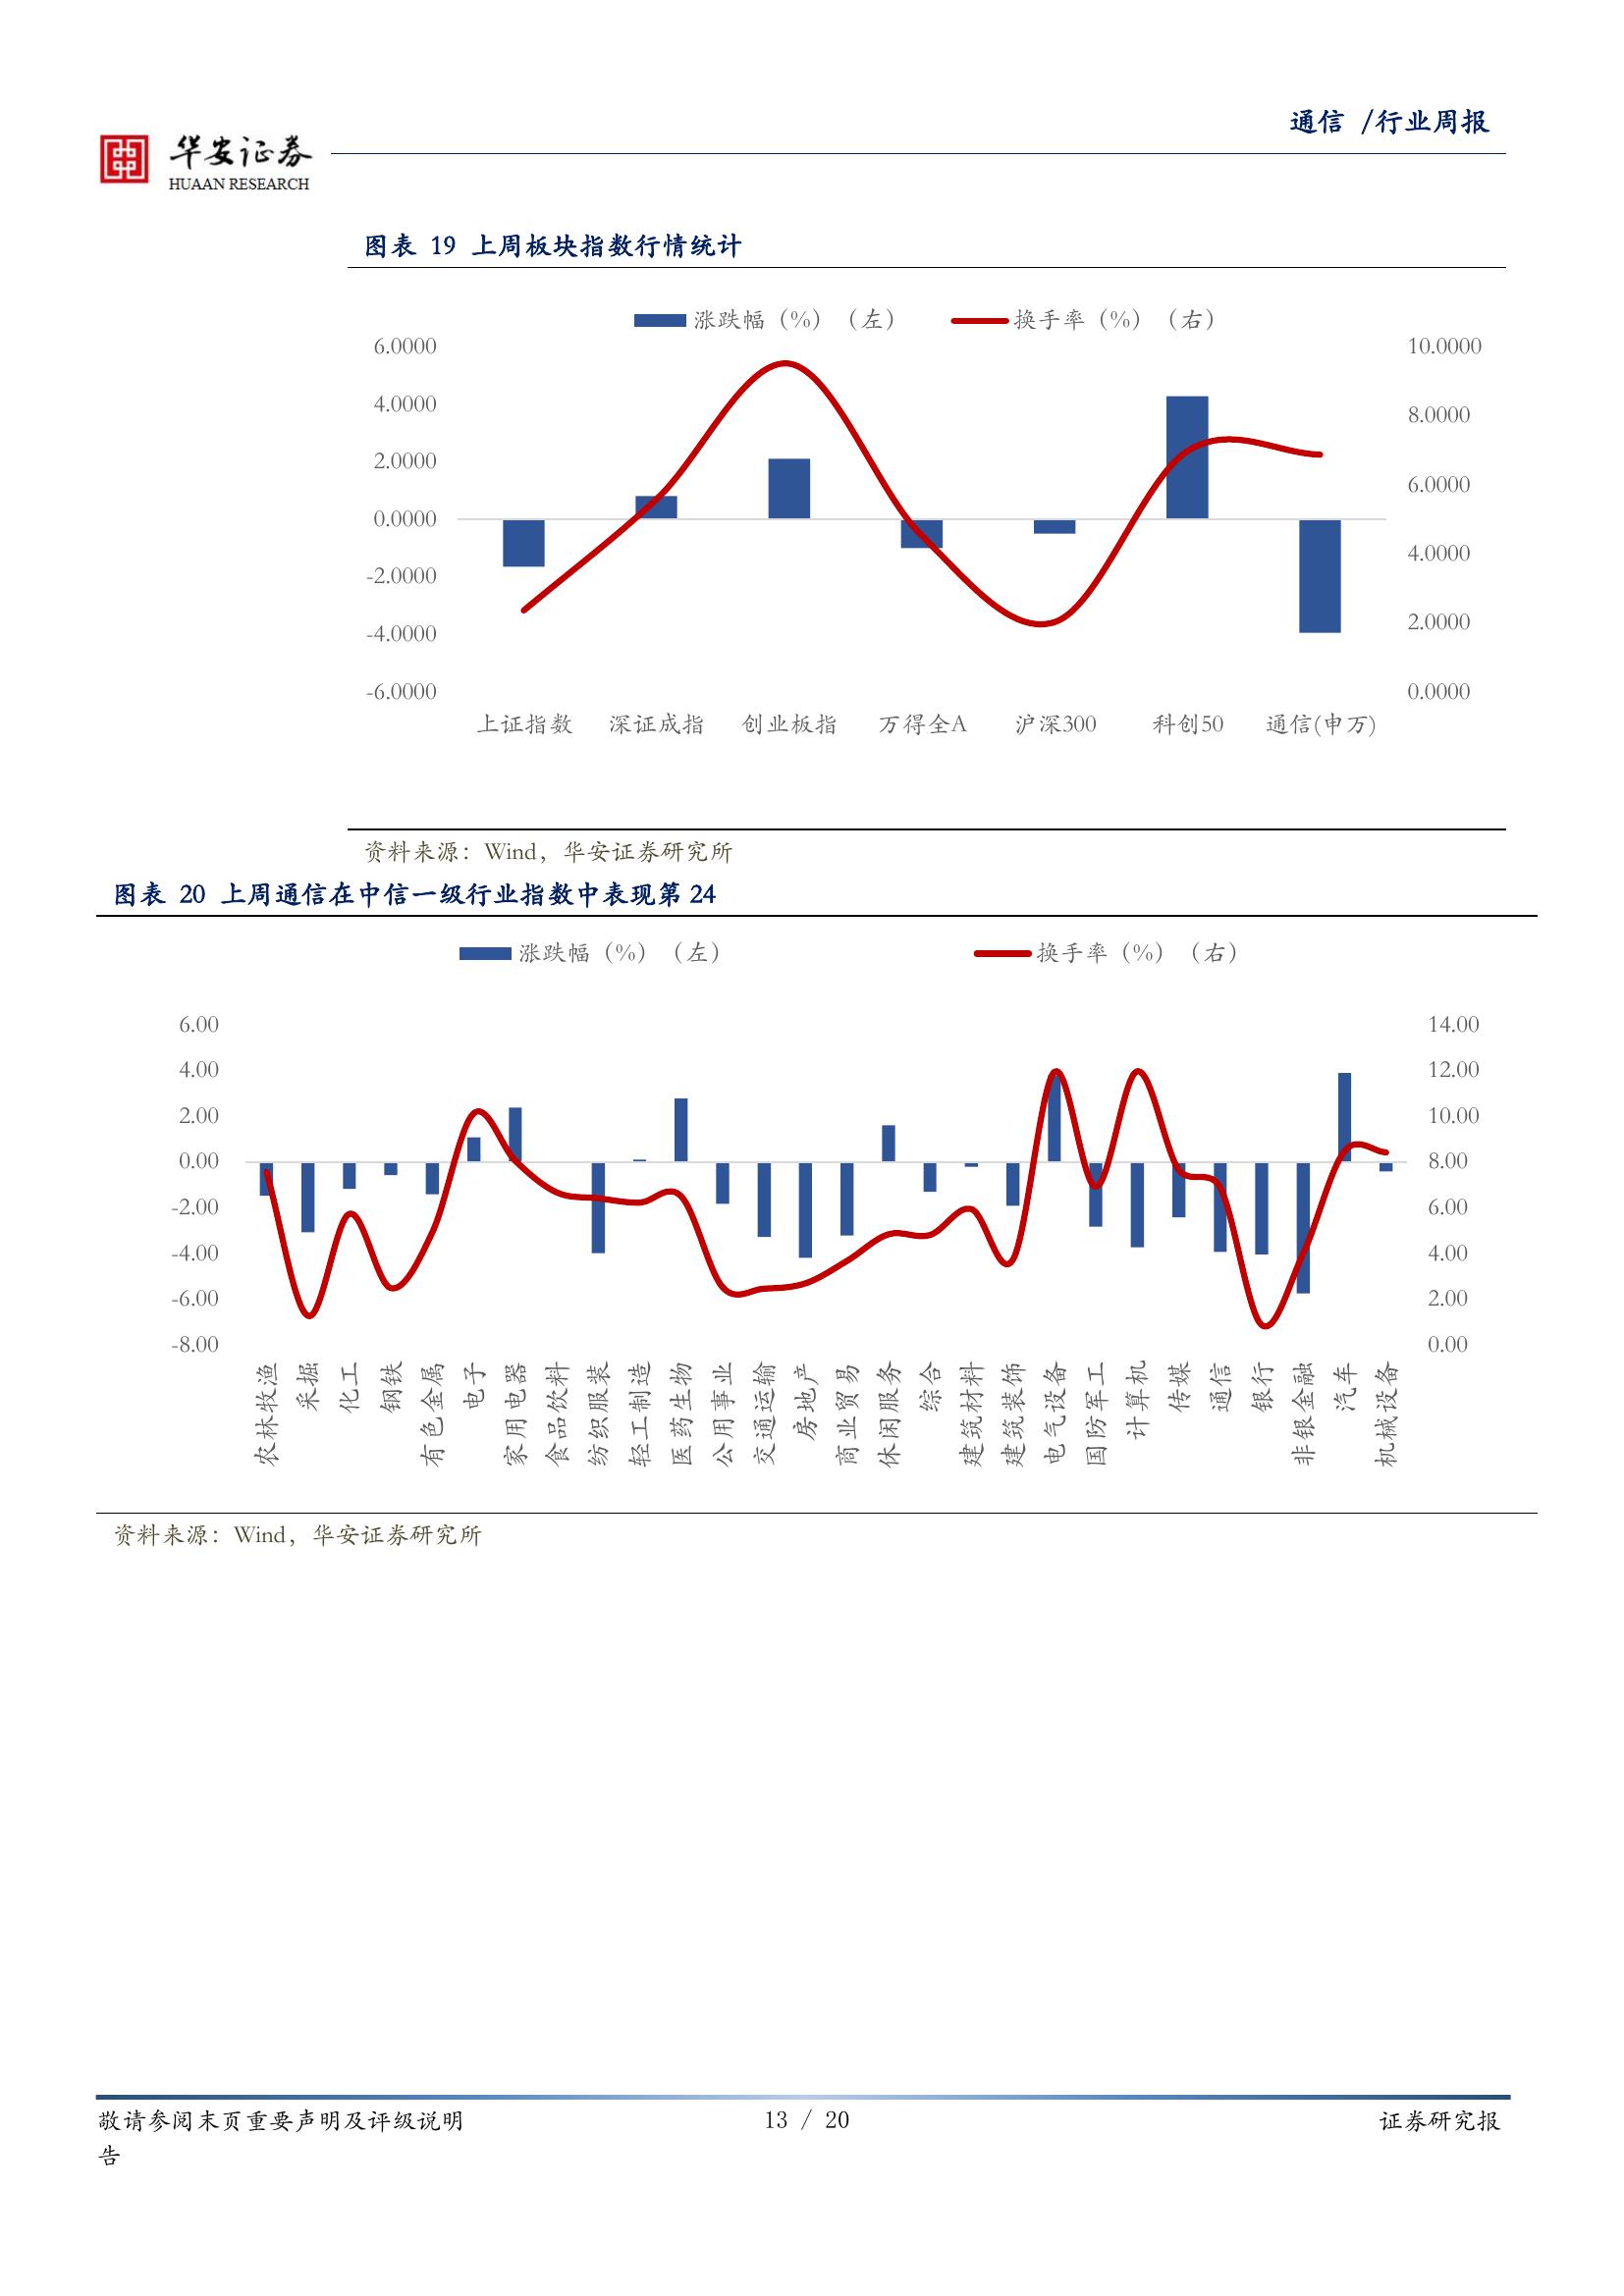 通信 /行业周报
华安证券
HUAAN RESEARCH
图表 19 上周板块指数行情统计
涨跌幅（%）（左） 换手率（%）（右）
6.0000 10.0000
4.0000 8.0000
2.0000 6.0000
0.0000 4.0000
-2.0000 2.0000
-4.0000 0.0000
-6.0000
上证指数 深证成指 创业板指 万得全A 沪深300 科创50 通信(申万)
资料来源：Wind，华安证券研究所
图表 20 上周通信在中信一级行业指数中表现第 24
涨跌幅（%）（左） 换手率（%）（右）
6.00 14.00
4.00 12.00
2.00 10.00
0.00 8.00
-2.00 6.00
-4.00 4.00
-6.00 2.00
-8.00 0.00
农林牧渔 采掘 化工 钢铁 有色金属 电子 家用电器 食品饮料 纺织服装 轻工制造 医药生物 公用事业 交通运输 房地产 商业贸易 休闲服务 综合 建筑材料 建筑装饰 电气设备 国防军工 计算机 传媒 通信 银行 非银金融 汽车 机械设备
资料来源：Wind，华安证券研究所
敬请参阅末页重要声明及评级说明 13 / 20 证券研究报
告